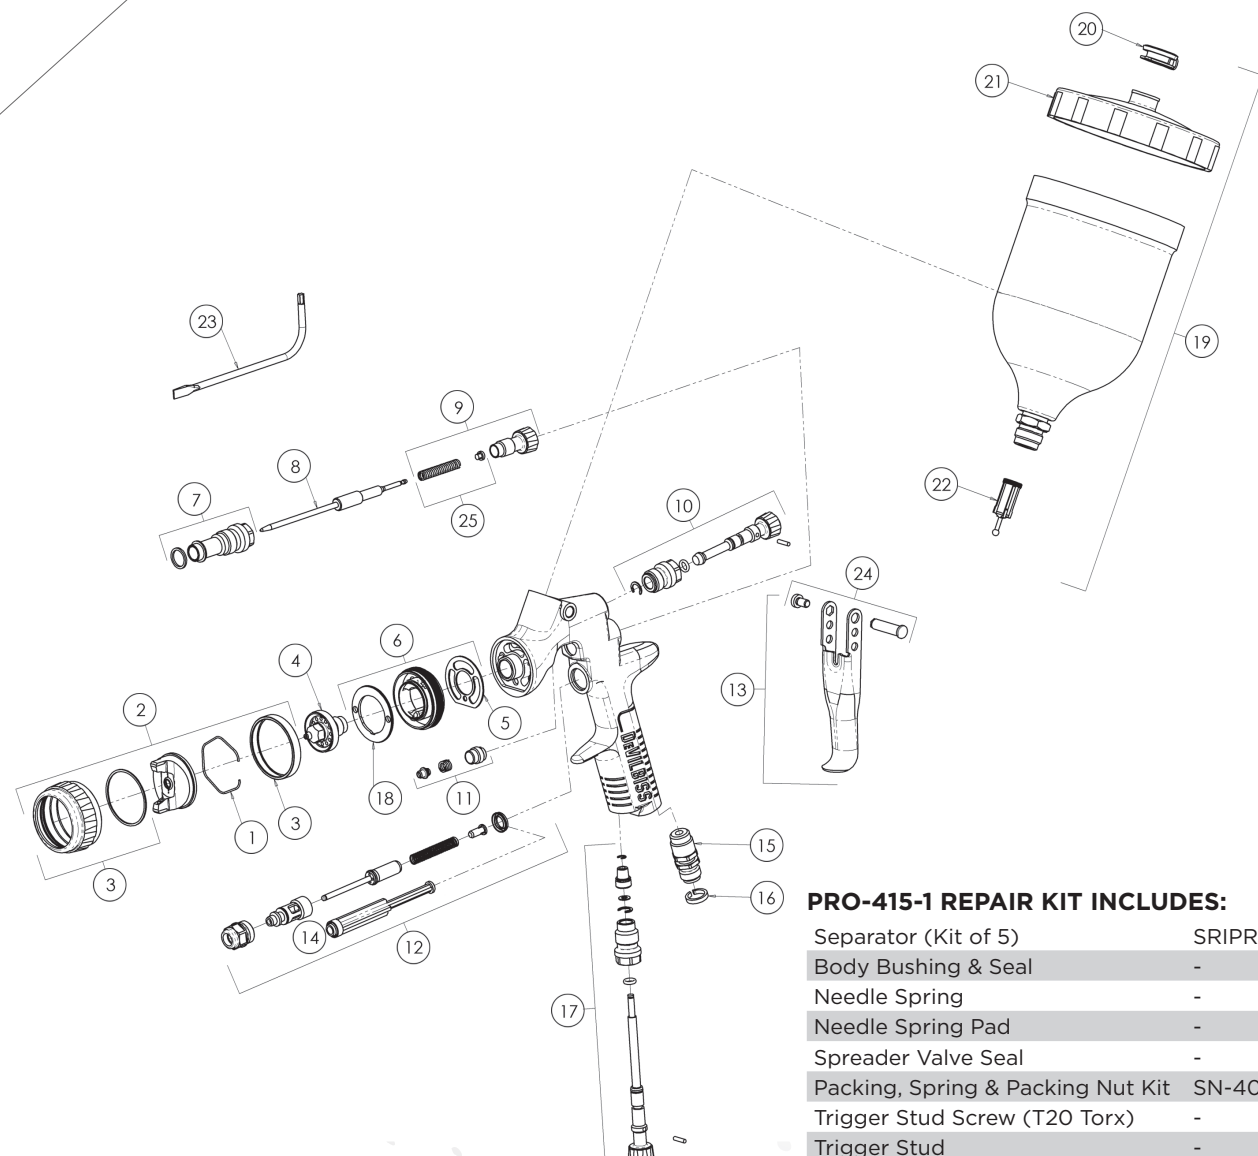 20
21
19
23
9
8
7
25
22
10
24
6
4
13
2
5
DEVILBISS
18
11
1
3
3
15
16
14
12
17
PRO-415-1 REPAIR KIT INCLUDES:
Separator (Kit of 5) SRIPR
Body Bushing & Seal -
Needle Spring -
Needle Spring Pad -
Spreader Valve Seal -
Packing, Spring & Packing Nut Kit SN-40
Trigger Stud Screw (T20 Torx) -
Trigger Stud -